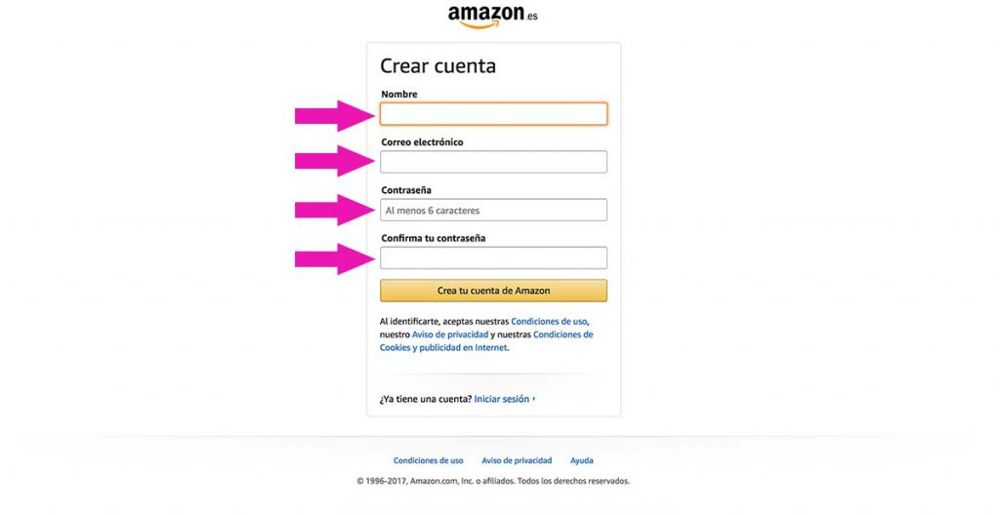 amazon.es
Crear cuenta
Nombre
Correo electrónico
Contraseña
Al menos 6 caracteres
Confirma tu contraseña
Crea tu cuenta de Amazon
Al identificarte, aceptas nuestras Condiciones de uso,
nuestro Aviso de privacidad y nuestras Condiciones de
Cookies y publicidad en Internet.
¿Ya tiene una cuenta? Iniciar sesión
Condiciones de uso Aviso de privacidad Ayuda
© 1996-2017, Amazon.com, Inc. o afiliados. Todos los derechos reservados.